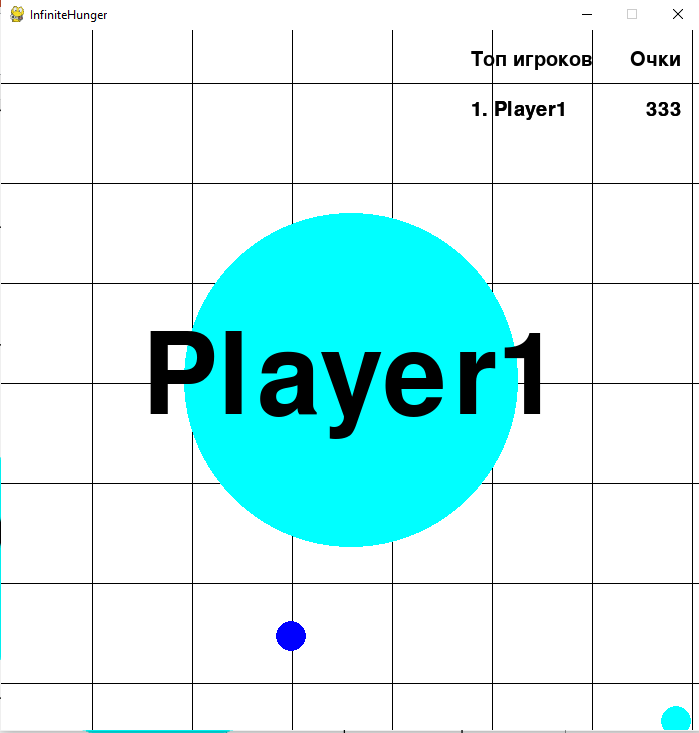 InfiniteHunger
Топ игроков Очки
1. Player1 333
Player1